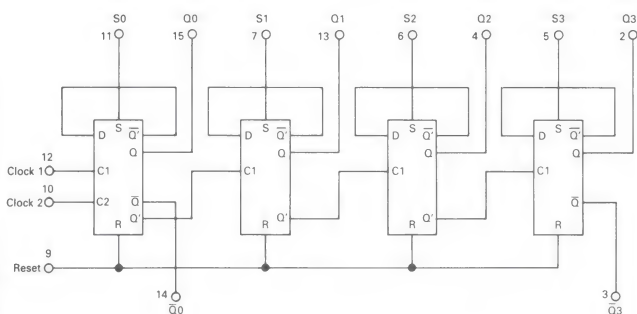 S0 Q0 S1 Q1 S2 Q2 S3 Q3
11 15 7 13 6 4 5 2
S S S S
D Q̅' D Q̅' D Q̅' D Q̅'
Q Q Q Q
12
Clock 1 C1 C1 C1 C1
10
Clock 2 C2 Q̅ Q̅
Q' Q' Q'
R R R R
9
Reset
14 3
Q̅0 Q̅3